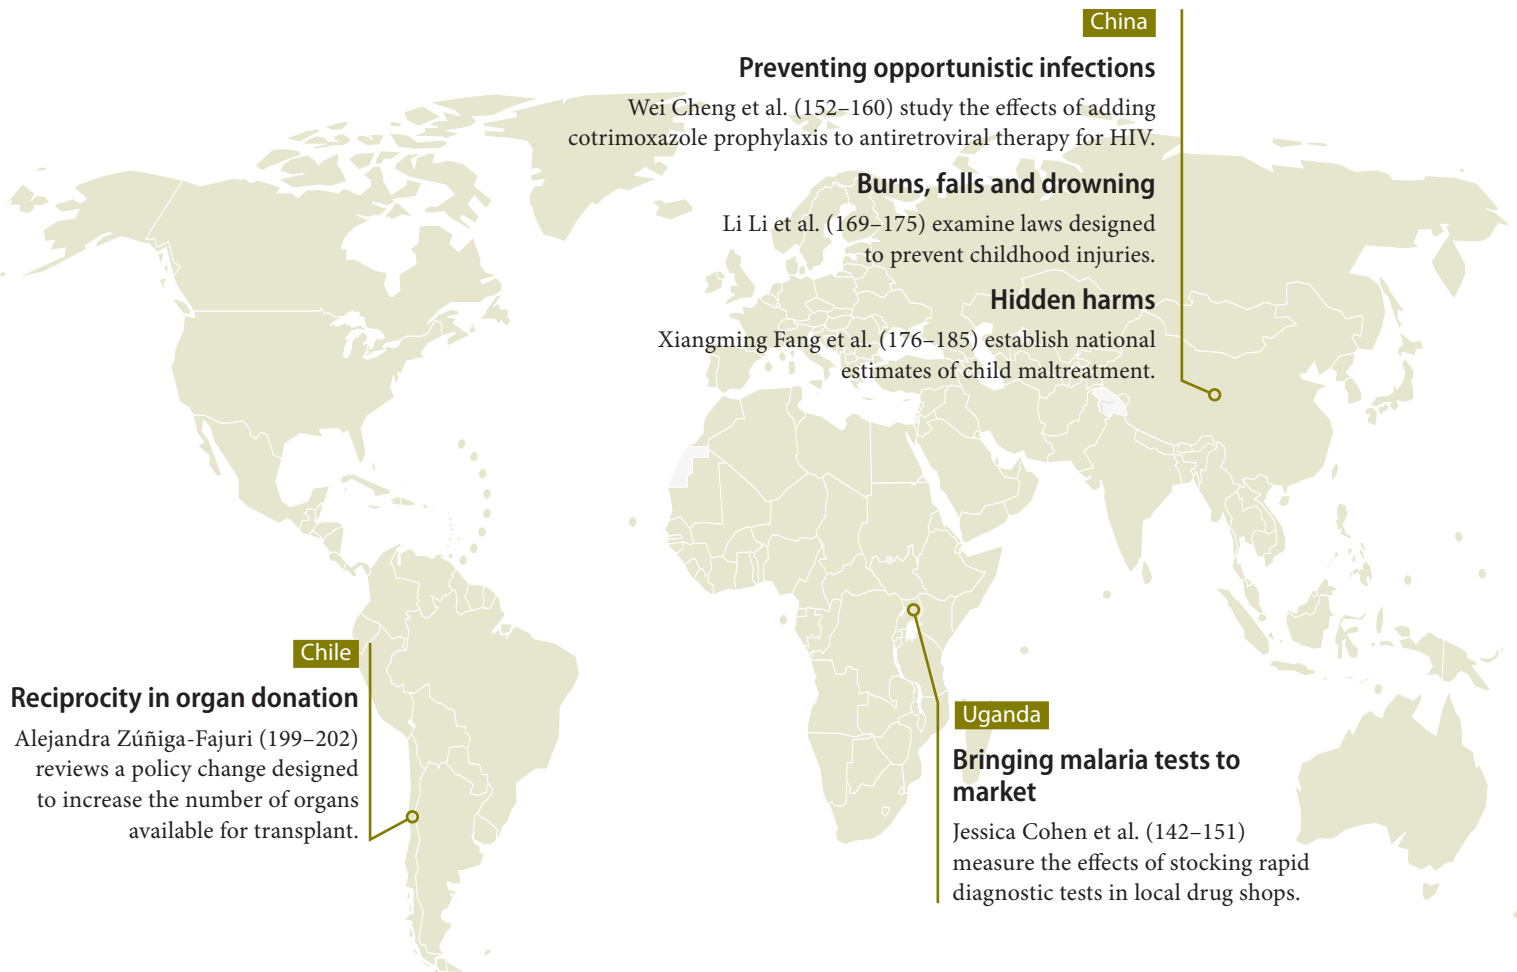 China
Preventing opportunistic infections
Wei Cheng et al. (152–160) study the effects of adding
cotrimoxazole prophylaxis to antiretroviral therapy for HIV.
Burns, falls and drowning
Li Li et al. (169–175) examine laws designed
to prevent childhood injuries.
Hidden harms
Xiangming Fang et al. (176–185) establish national
estimates of child maltreatment.
Chile
Reciprocity in organ donation
Alejandra Zúñiga-Fajuri (199–202)
reviews a policy change designed
to increase the number of organs
available for transplant.
Uganda
Bringing malaria tests to
market
Jessica Cohen et al. (142–151)
measure the effects of stocking rapid
diagnostic tests in local drug shops.